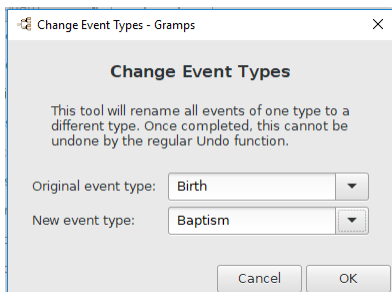 Change Event Types - Gramps
Change Event Types
This tool will rename all events of one type to a
different type. Once completed, this cannot be
undone by the regular Undo function.
Original event type: Birth
New event type: Baptism
Cancel OK